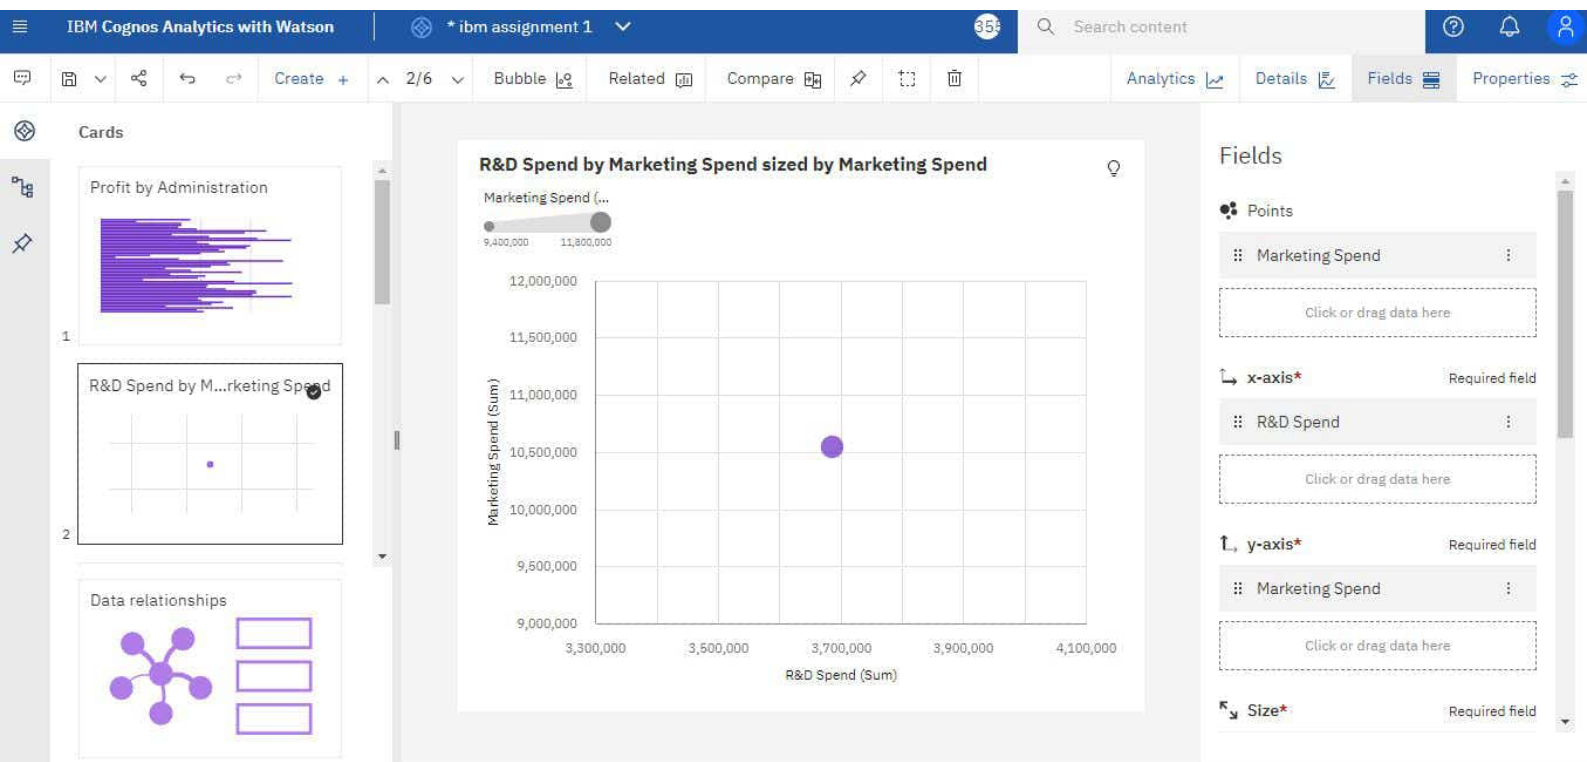 IBM Cognos Analytics with Watson
* ibm assignment 1
355
Search content
Create +
2/6
Bubble
Related
Compare
Analytics
Details
Fields
Properties
Cards
Profit by Administration
1
R&D Spend by M...rketing Spend
2
Data relationships
R&D Spend by Marketing Spend sized by Marketing Spend
Marketing Spend (...
9,400,000 11,800,000
12,000,000
11,500,000
11,000,000
10,500,000
10,000,000
9,500,000
9,000,000
Marketing Spend (Sum)
3,300,000 3,500,000 3,700,000 3,900,000 4,100,000
R&D Spend (Sum)
Fields
Points
Marketing Spend
Click or drag data here
x-axis* Required field
R&D Spend
Click or drag data here
y-axis* Required field
Marketing Spend
Click or drag data here
Size* Required field